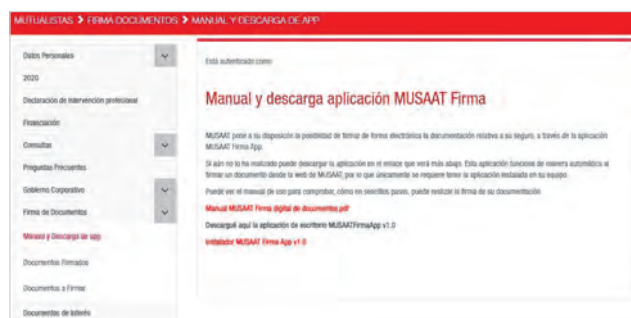 MUTUALISTAS > FIRMA DOCUMENTOS > MANUAL Y DESCARGA DE APP
Datos Personales
2020
Declaración de intervención profesional
Financiación
Consultas
Preguntas Frecuentes
Gobierno Corporativo
Firma de Documentos
Manual y Descarga de app
Documentos Firmados
Documentos a Firmar
Documentos de Interés
Está autenticado como:
Manual y descarga aplicación MUSAAT Firma
MUSAAT pone a su disposición la posibilidad de firmar de forma electrónica la documentación relativa a su seguro, a través de la aplicación
MUSAAT Firma App.
Si aún no lo ha realizado puede descargar la aplicación en el enlace que verá más abajo. Esta aplicación funciona de manera automática al
firmar un documento desde la web de MUSAAT, por lo que únicamente se requiere tener la aplicación instalada en su equipo.
Puede ver el manual de uso para comprobar, cómo en sencillos pasos, puede realizar la firma de su documentación
Manual MUSAAT Firma digital de documentos.pdf
Descargué aquí la aplicación de escritorio MUSAATFirmaApp v1.0
Instalador MUSAAT Firma App v1.0